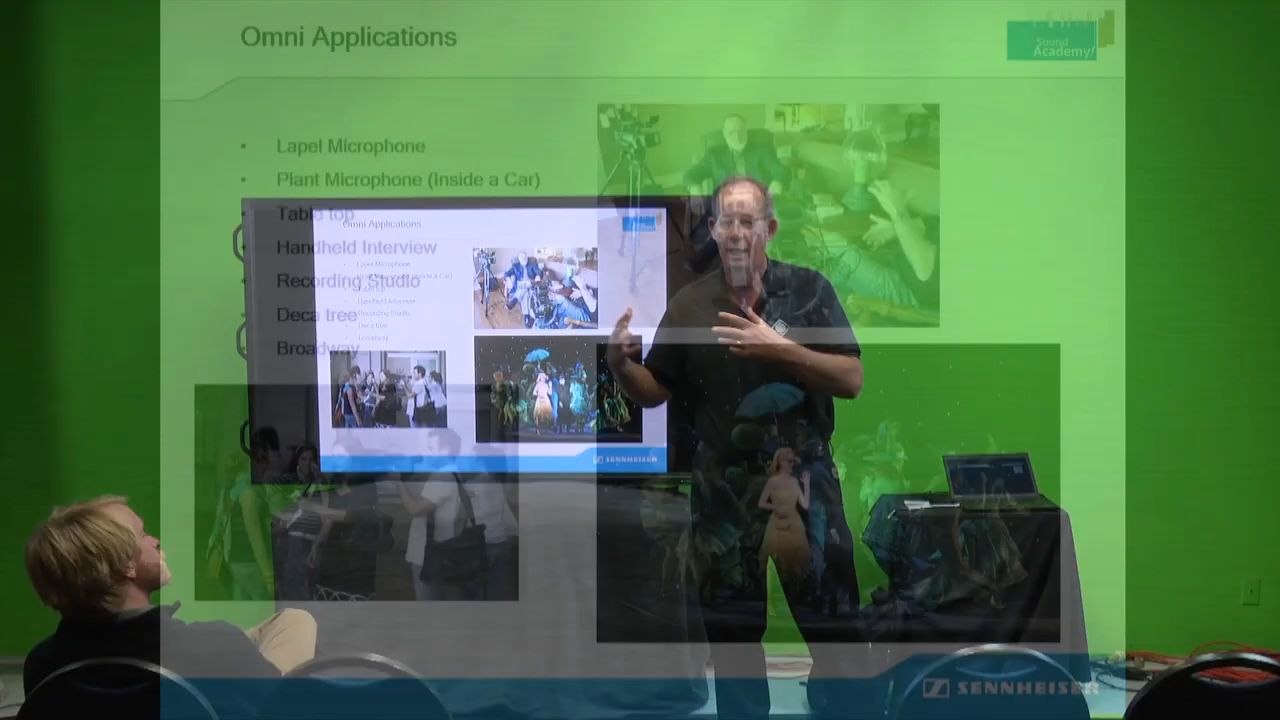 Omni Applications
Sound
Academy/
• Lapel Microphone
• Plant Microphone (Inside a Car)
• Table top
• Handheld Interview
• Recording Studio
• Deca tree
• Broadway
Omni Applications
• Lapel Microphone
• Handheld Interview
• Recording Studio
• Deca tree
• Broadway
SENNHEISER
SENNHEISER